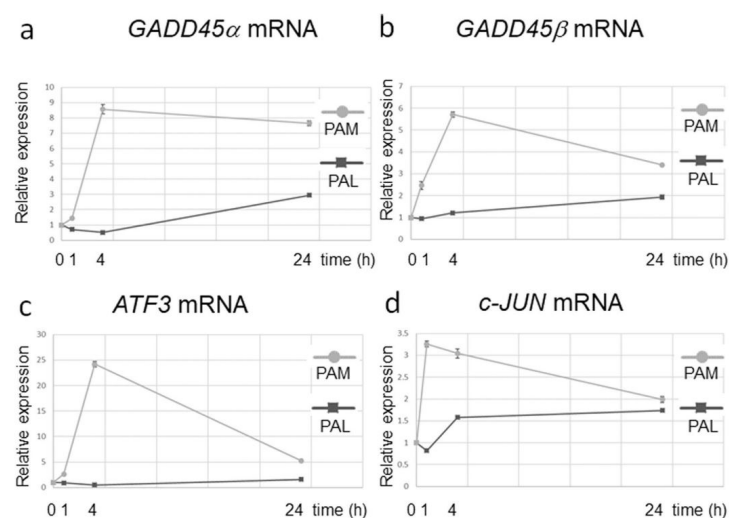 a
GADD45α mRNA
Relative expression
10
9
8
7
6
5
4
3
2
1
0
PAM
PAL
0 1 4 24 time (h)
b
GADD45β mRNA
Relative expression
7
6
5
4
3
2
1
0
PAM
PAL
0 1 4 24 time (h)
c
ATF3 mRNA
Relative expression
30
25
20
15
10
5
0
PAM
PAL
0 1 4 24 time (h)
d
c-JUN mRNA
Relative expression
3.5
3
2.5
2
1.5
1
0.5
0
PAM
PAL
0 1 4 24 time (h)